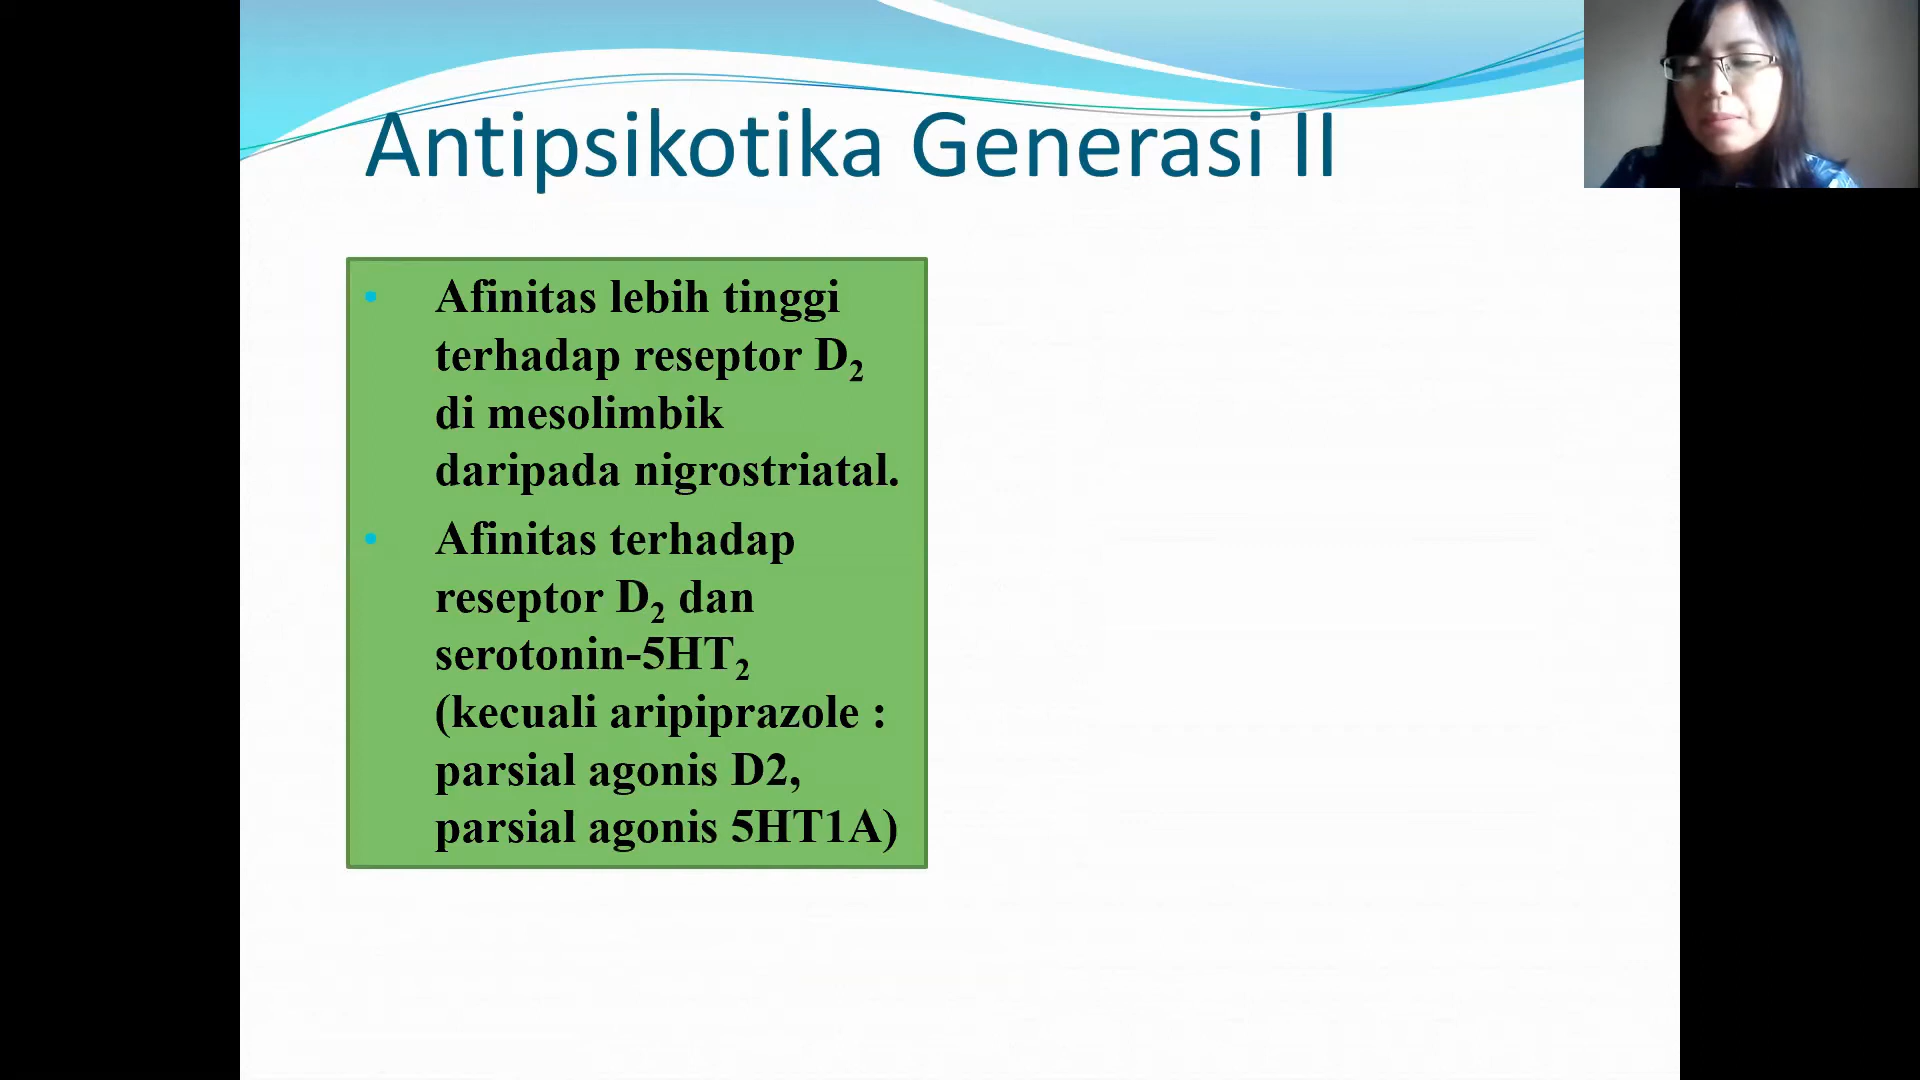 Antipsikotika Generasi II
• Afinitas lebih tinggi
terhadap reseptor D₂
di mesolimbik
daripada nigrostriatal.
• Afinitas terhadap
reseptor D₂ dan
serotonin-5HT₂
(kecuali aripiprazole :
parsial agonis D2,
parsial agonis 5HT1A)